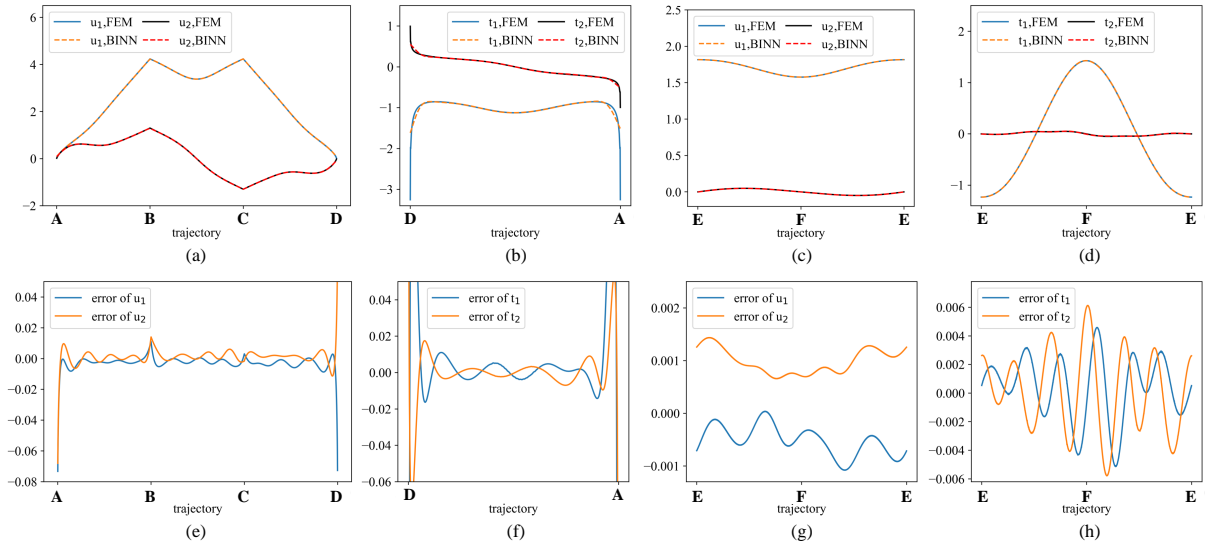 u₁,FEM u₂,FEM
u₁,BINN u₂,BINN
6
4
2
0
−2
A B C D
trajectory
(a)
t₁,FEM t₂,FEM
t₁,BINN t₂,BINN
1
0
−1
−2
−3
D A
trajectory
(b)
u₁,FEM u₂,FEM
u₁,BINN u₂,BINN
2.5
2.0
1.5
1.0
0.5
0.0
E F E
trajectory
(c)
t₁,FEM t₂,FEM
t₁,BINN t₂,BINN
2
1
0
−1
E F E
trajectory
(d)
error of u₁
error of u₂
0.04
0.02
0.00
−0.02
−0.04
−0.06
−0.08
A B C D
trajectory
(e)
error of t₁
error of t₂
0.04
0.02
0.00
−0.02
−0.04
−0.06
D A
trajectory
(f)
error of u₁
error of u₂
0.002
0.001
0.000
−0.001
E F E
trajectory
(g)
error of t₁
error of t₂
0.006
0.004
0.002
0.000
−0.002
−0.004
−0.006
E F E
trajectory
(h)